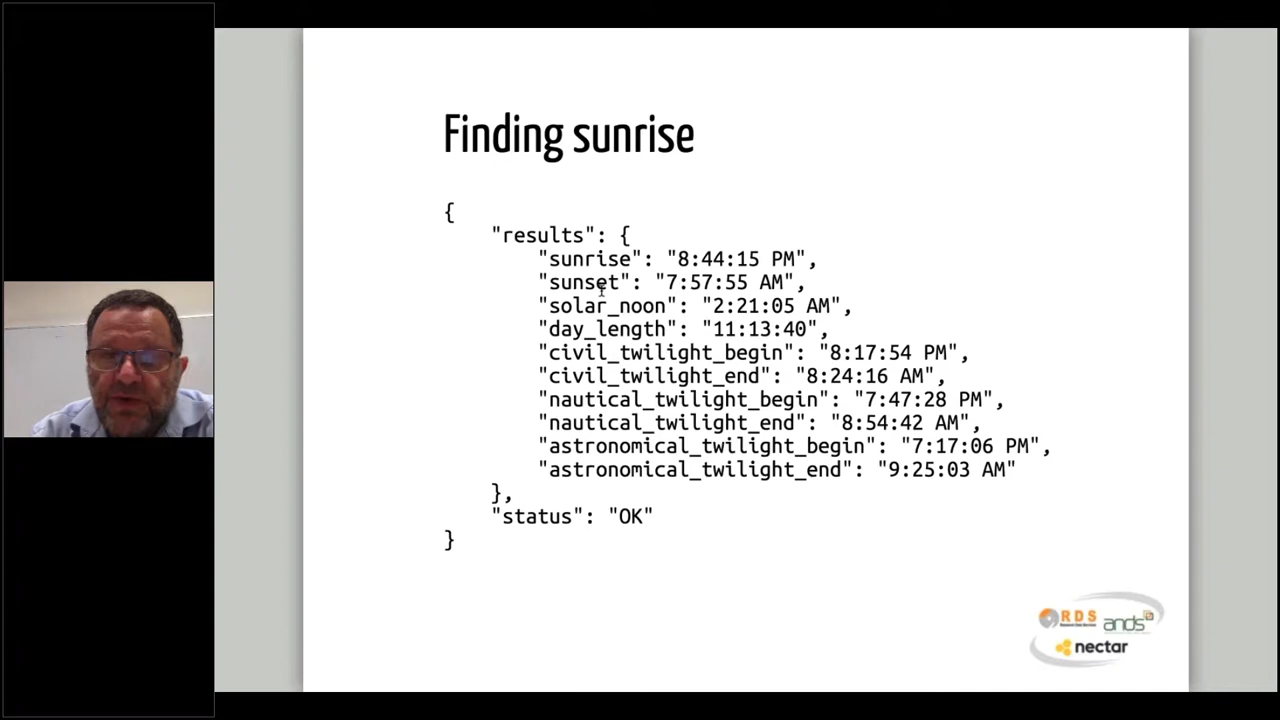 Finding sunrise
{
"results": {
"sunrise": "8:44:15 PM",
"sunset": "7:57:55 AM",
"solar_noon": "2:21:05 AM",
"day_length": "11:13:40",
"civil_twilight_begin": "8:17:54 PM",
"civil_twilight_end": "8:24:16 AM",
"nautical_twilight_begin": "7:47:28 PM",
"nautical_twilight_end": "8:54:42 AM",
"astronomical_twilight_begin": "7:17:06 PM",
"astronomical_twilight_end": "9:25:03 AM"
},
"status": "OK"
}
RDS
ands
nectar